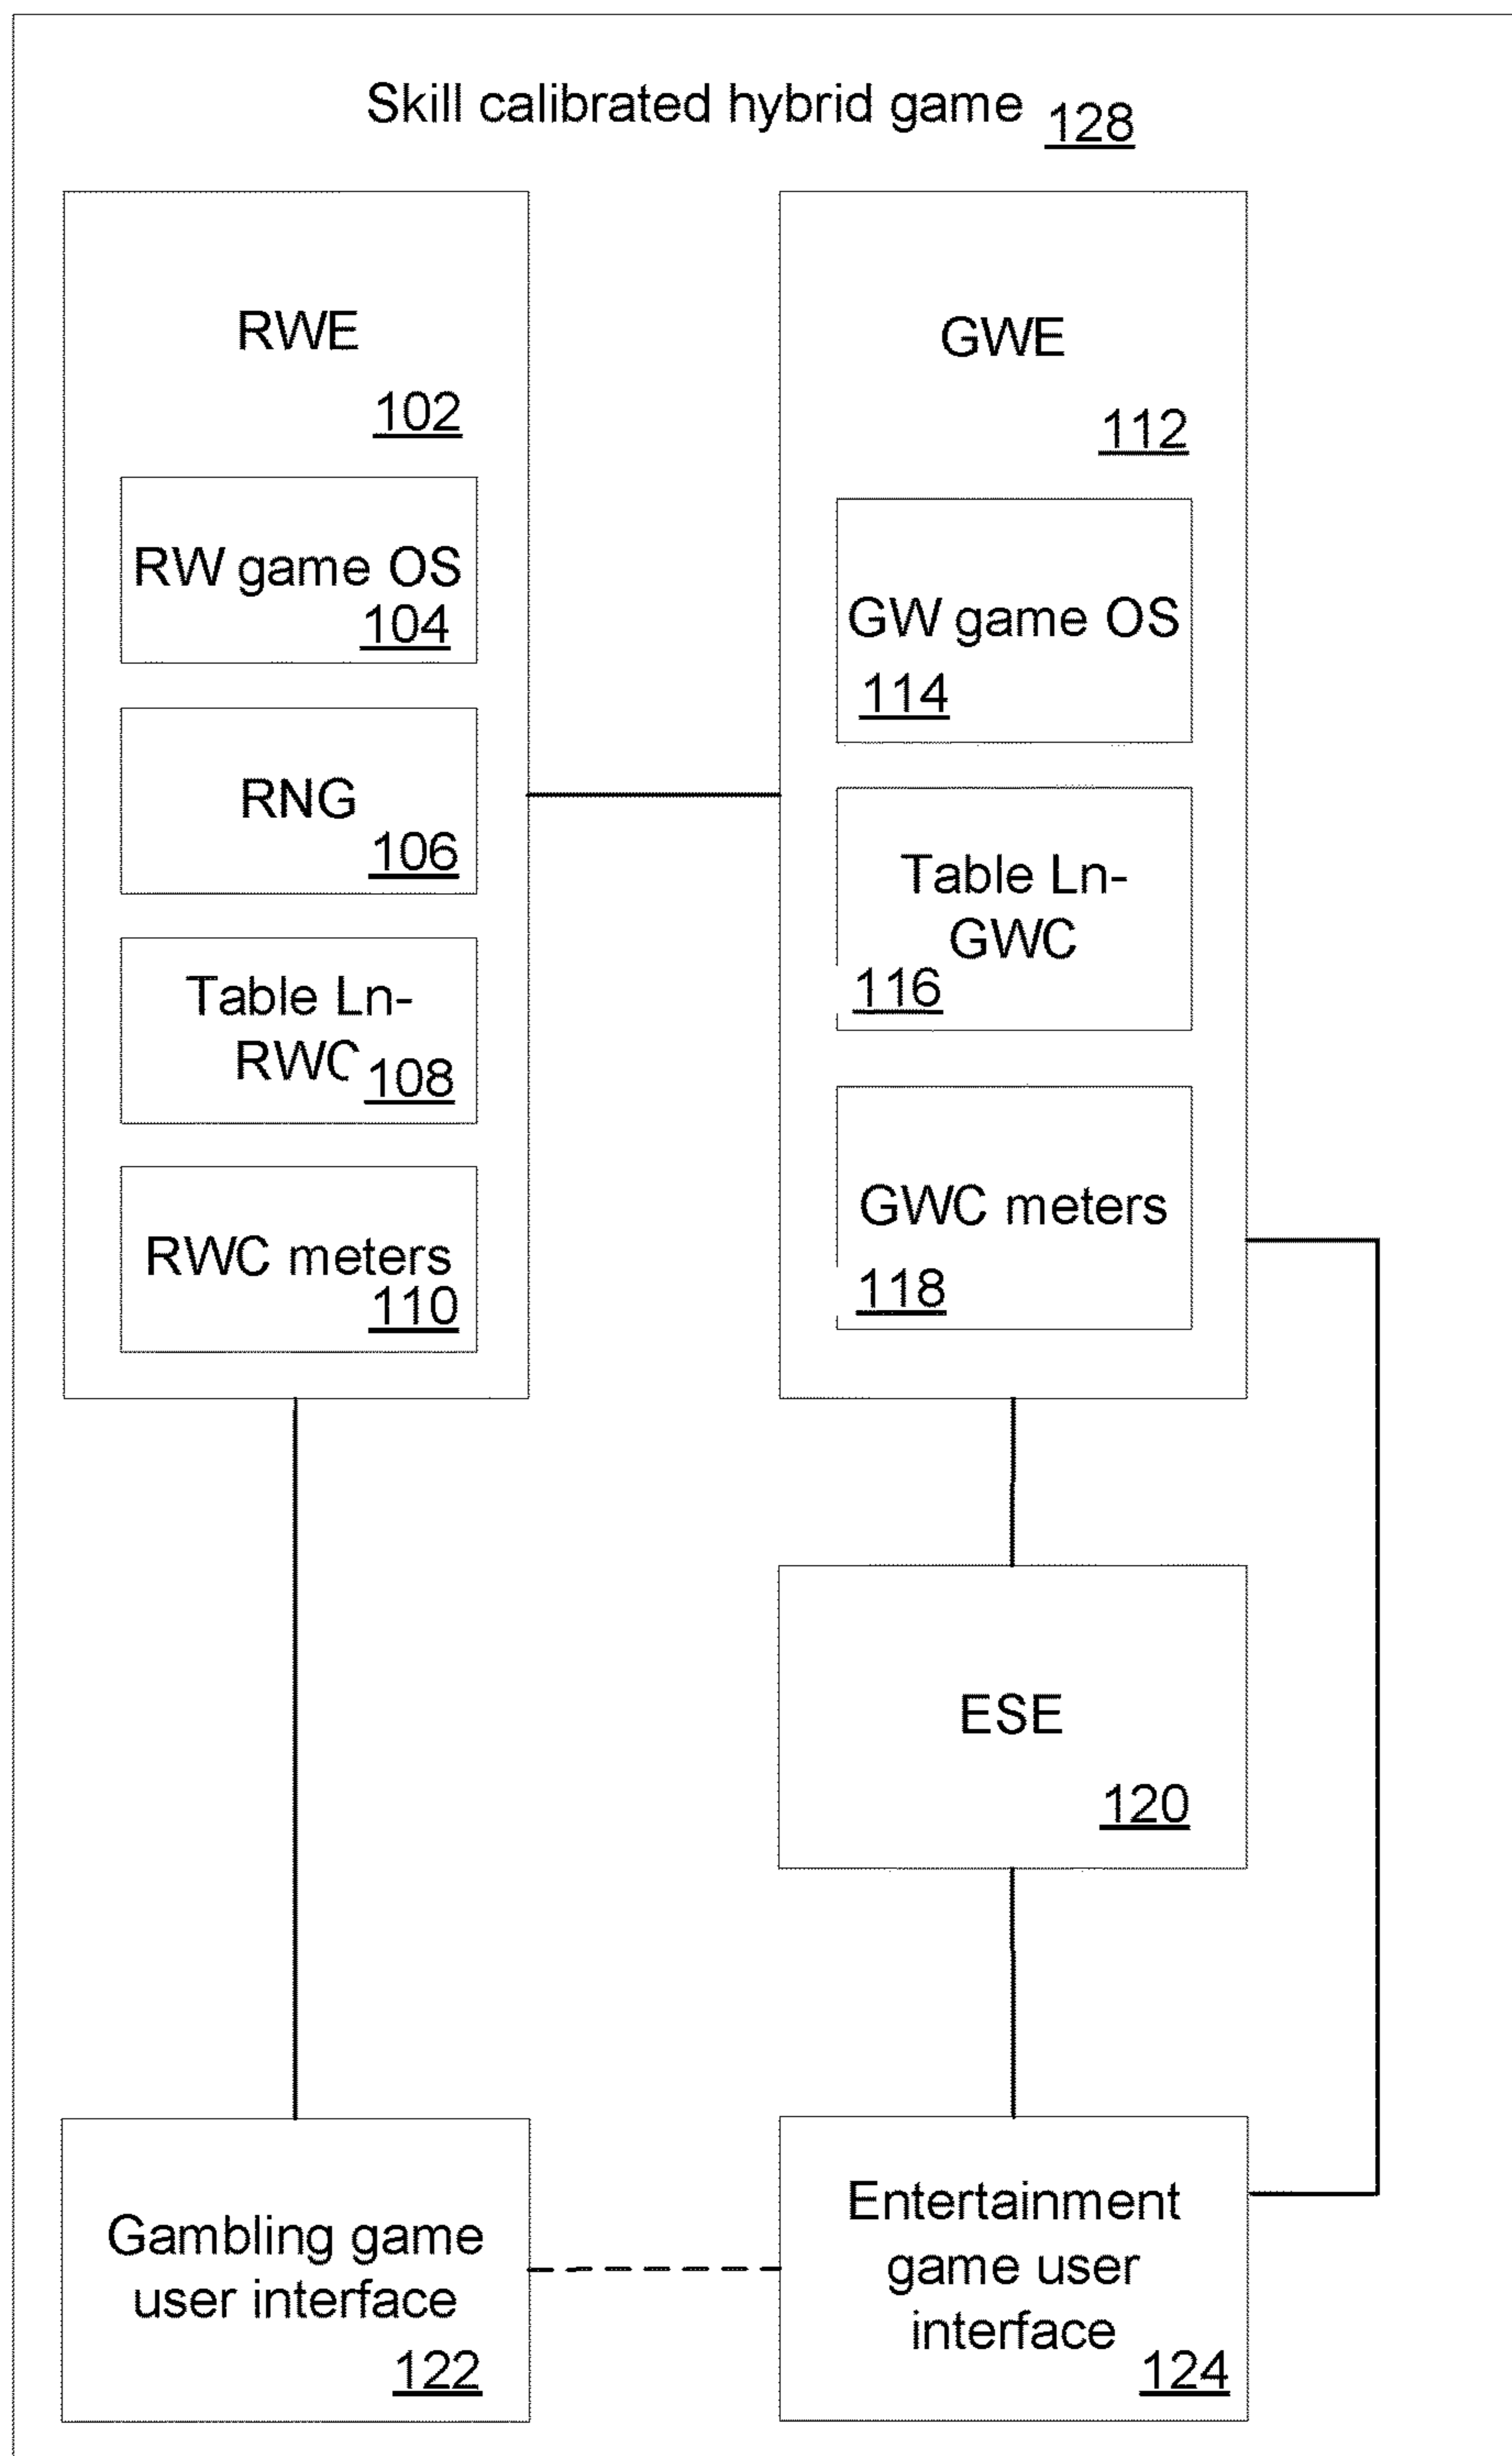 Skill calibrated hybrid game 128
RWE
102
RW game OS
104
RNG
106
Table Ln-
RWC 108
RWC meters
110
GWE
112
GW game OS
114
Table Ln-
GWC
116
GWC meters
118
ESE
120
Gambling game
user interface
122
Entertainment
game user
interface
124